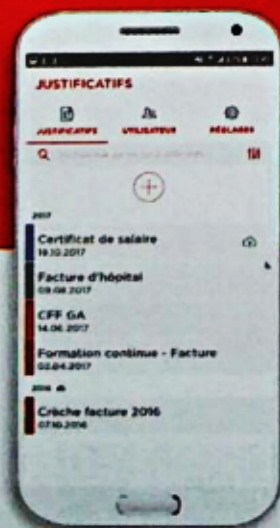 JUSTIFICATIFS
JUSTIFICATIFS UTILISATEUR RÉGLAGES
2017
Certificat de salaire
19.10.2017
Facture d'hôpital
09.08.2017
CFF GA
14.06.2017
Formation continue - Facture
02.04.2017
2016
Crèche facture 2016
07.10.2016